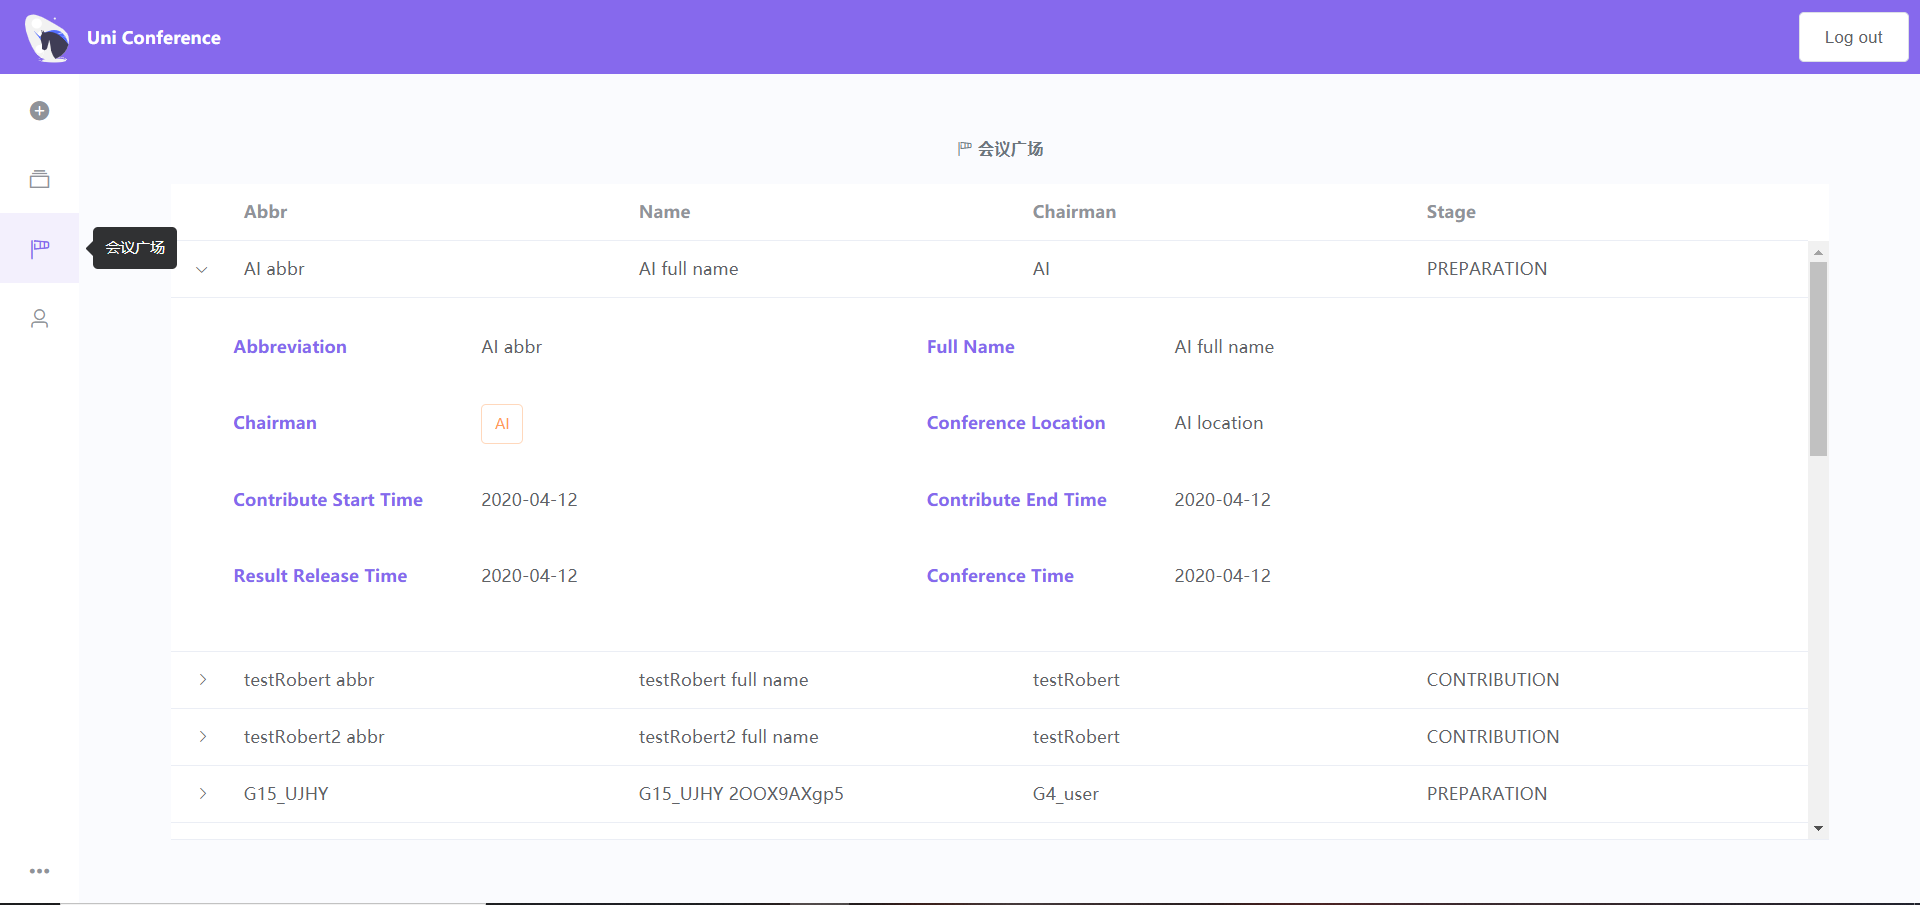 Uni Conference
Log out
会议广场
会议广场
Abbr Name Chairman Stage
AI abbr AI full name AI PREPARATION
Abbreviation AI abbr Full Name AI full name
Chairman AI Conference Location AI location
Contribute Start Time 2020-04-12 Contribute End Time 2020-04-12
Result Release Time 2020-04-12 Conference Time 2020-04-12
testRobert abbr testRobert full name testRobert CONTRIBUTION
testRobert2 abbr testRobert2 full name testRobert CONTRIBUTION
G15_UJHY G15_UJHY 2OOX9AXgp5 G4_user PREPARATION